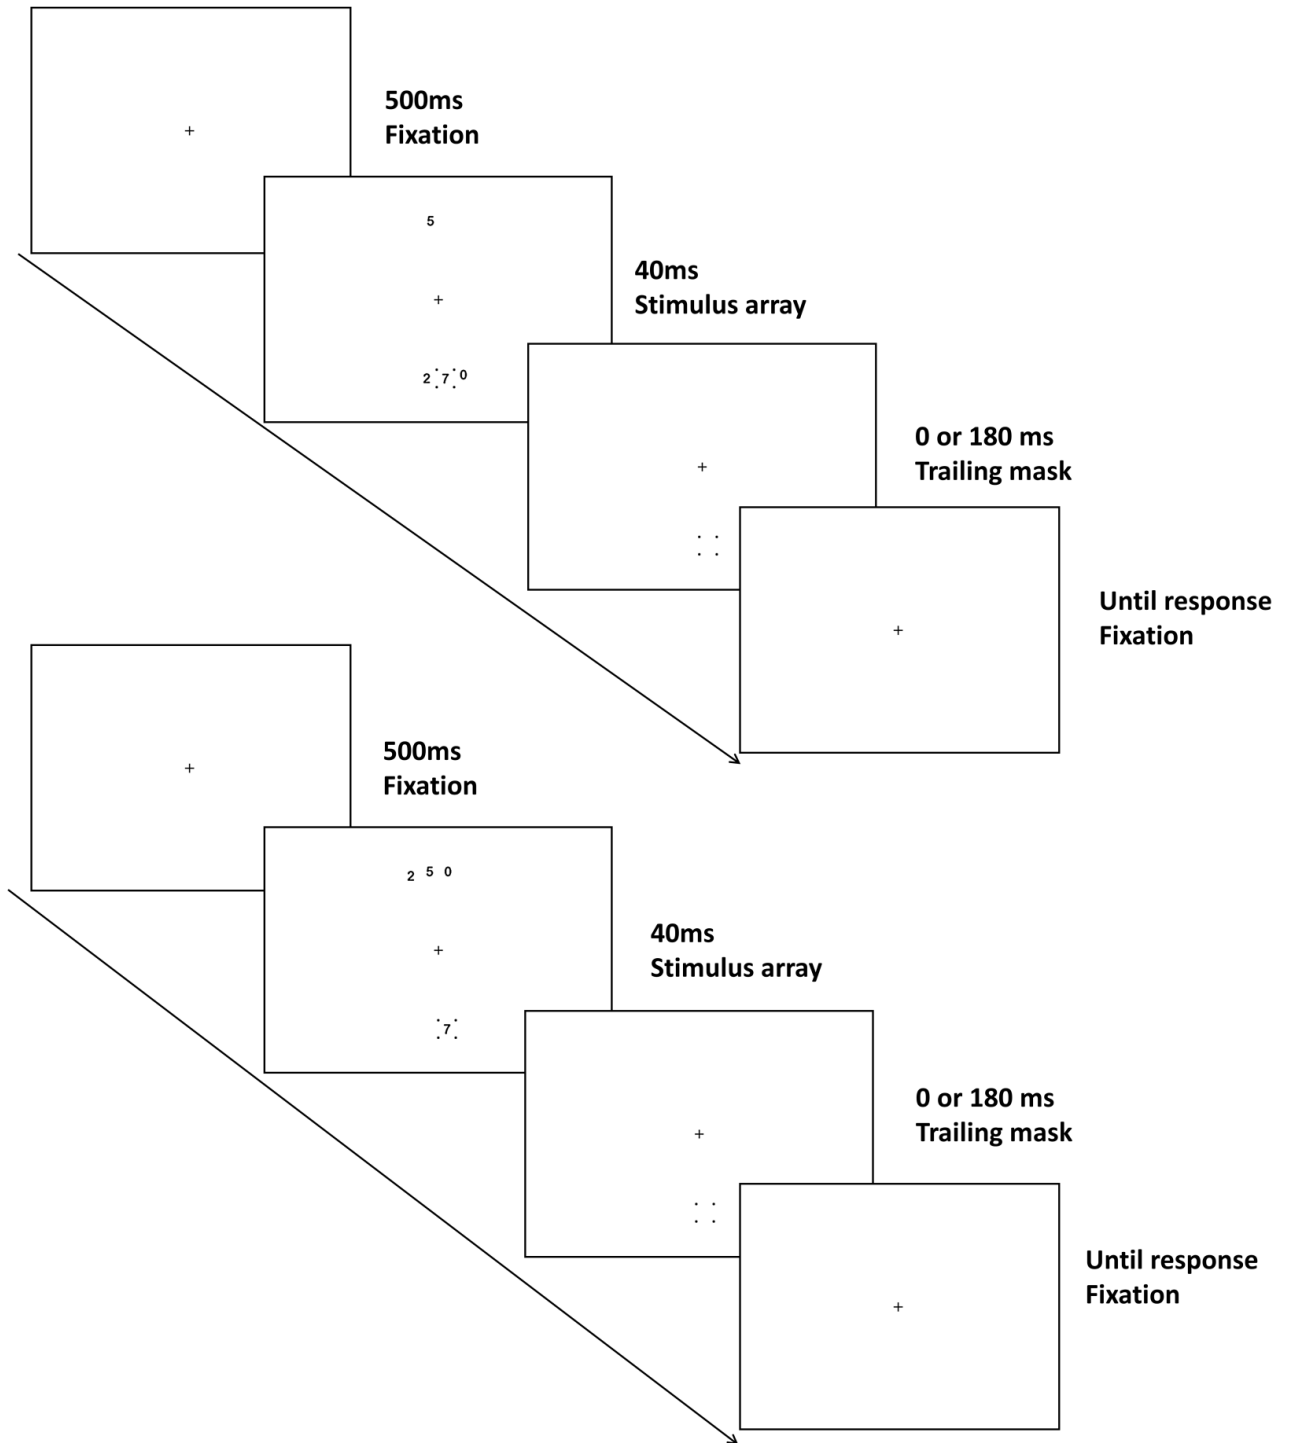 500ms
Fixation
5
40ms
Stimulus array
2 7 0
0 or 180 ms
Trailing mask
Until response
Fixation
500ms
Fixation
2 5 0
40ms
Stimulus array
7
0 or 180 ms
Trailing mask
Until response
Fixation